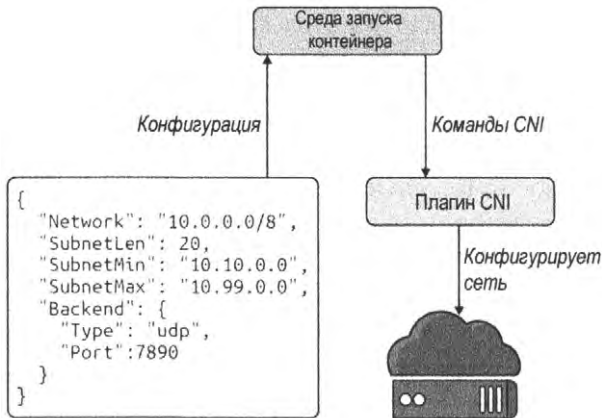 Среда запуска
контейнера
Конфигурация
Команды CNI
{
"Network": "10.0.0.0/8",
"SubnetLen": 20,
"SubnetMin": "10.10.0.0",
"SubnetMax": "10.99.0.0",
"Backend": {
"Type": "udp",
"Port":7890
}
}
Плагин CNI
Конфигурирует
сеть